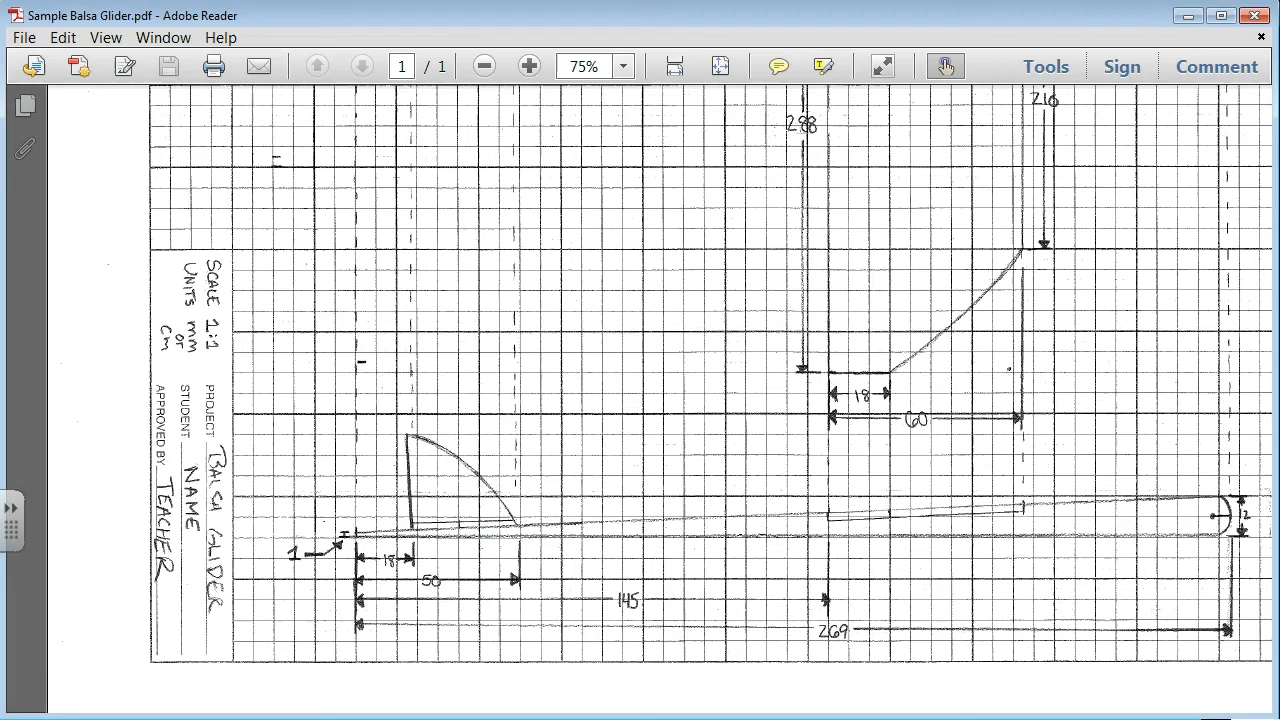 Sample Balsa Glider.pdf - Adobe Reader
File Edit View Window Help
1 / 1 75% Tools Sign Comment
288
210
18
60
SCALE 1:1
UNITS mm
or
cm
PROJECT BALSA GLIDER
STUDENT NAME
APPROVED BY TEACHER
12
1
18
50
145
269